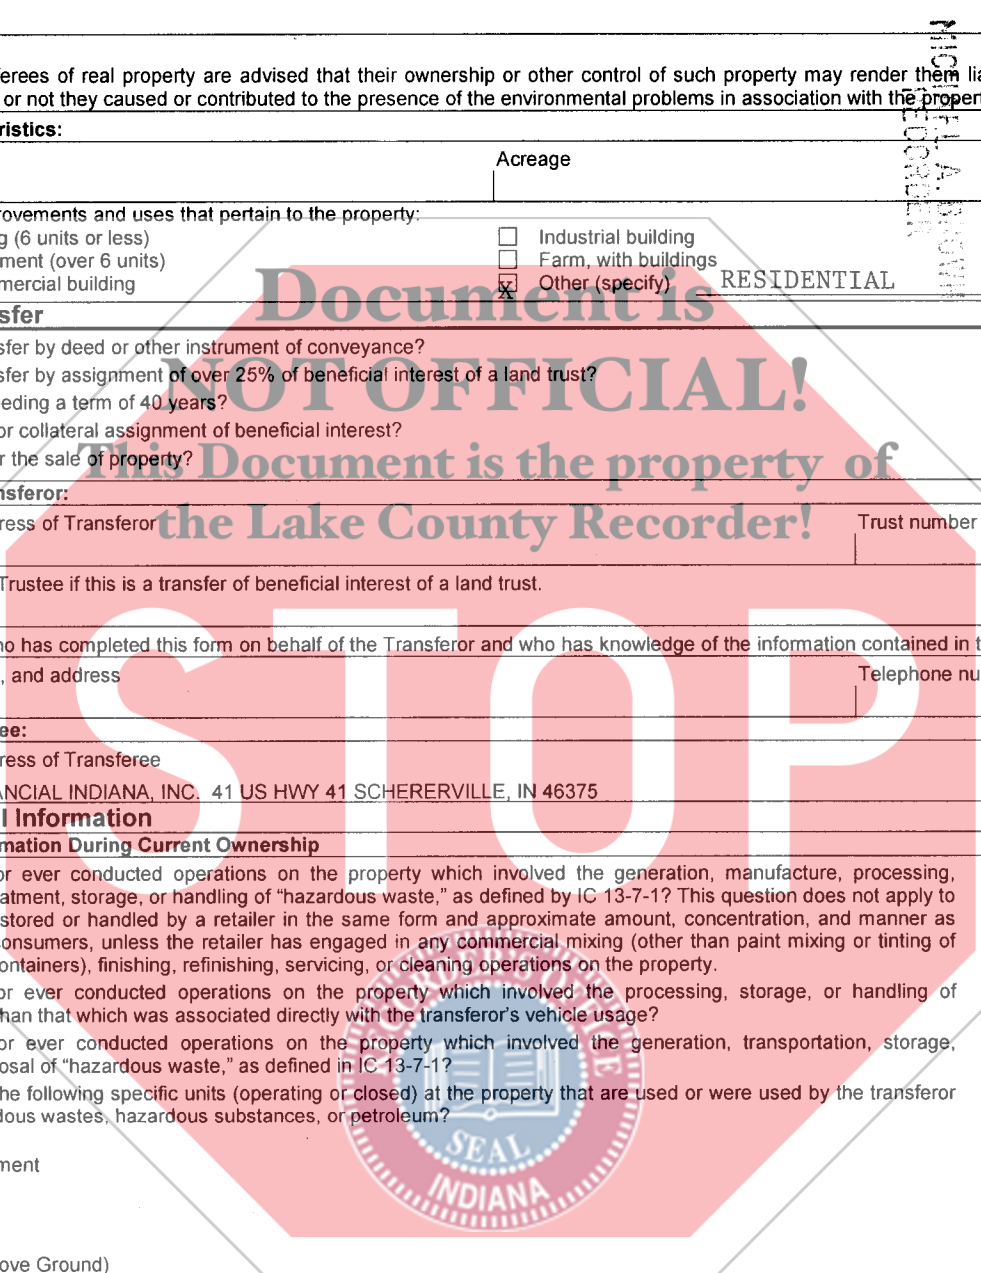 erees of real property are advised that their ownership or other control of such property may render them lia
or not they caused or contributed to the presence of the environmental problems in association with the propert
MICHAEL A. BROWN
RECORDER
ristics:
Acreage
ovements and uses that pertain to the property:
g (6 units or less)
Industrial building
ment (over 6 units)
Farm, with buildings
mercial building
X Other (specify) RESIDENTIAL
Document is
NOT OFFICIAL!
This Document is the property of
the Lake County Recorder!
STOP
sfer
sfer by deed or other instrument of conveyance?
sfer by assignment of over 25% of beneficial interest of a land trust?
eeding a term of 40 years?
or collateral assignment of beneficial interest?
r the sale of property?
nsferor:
ress of Transferor
Trust number
Trustee if this is a transfer of beneficial interest of a land trust.
ho has completed this form on behalf of the Transferor and who has knowledge of the information contained in t
, and address
Telephone nu
ee:
ress of Transferee
ANCIAL INDIANA, INC. 41 US HWY 41 SCHERERVILLE, IN 46375
l Information
mation During Current Ownership
or ever conducted operations on the property which involved the generation, manufacture, processing,
atment, storage, or handling of “hazardous waste,” as defined by IC 13-7-1? This question does not apply to
stored or handled by a retailer in the same form and approximate amount, concentration, and manner as
onsumers, unless the retailer has engaged in any commercial mixing (other than paint mixing or tinting of
ontainers), finishing, refinishing, servicing, or cleaning operations on the property.
or ever conducted operations on the property which involved the processing, storage, or handling of
han that which was associated directly with the transferor's vehicle usage?
or ever conducted operations on the property which involved the generation, transportation, storage,
osal of “hazardous waste,” as defined in IC 13-7-1?
he following specific units (operating or closed) at the property that are used or were used by the transferor
dous wastes, hazardous substances, or petroleum?
RECORDER'S OFFICE
SEAL
INDIANA
ment
ove Ground)